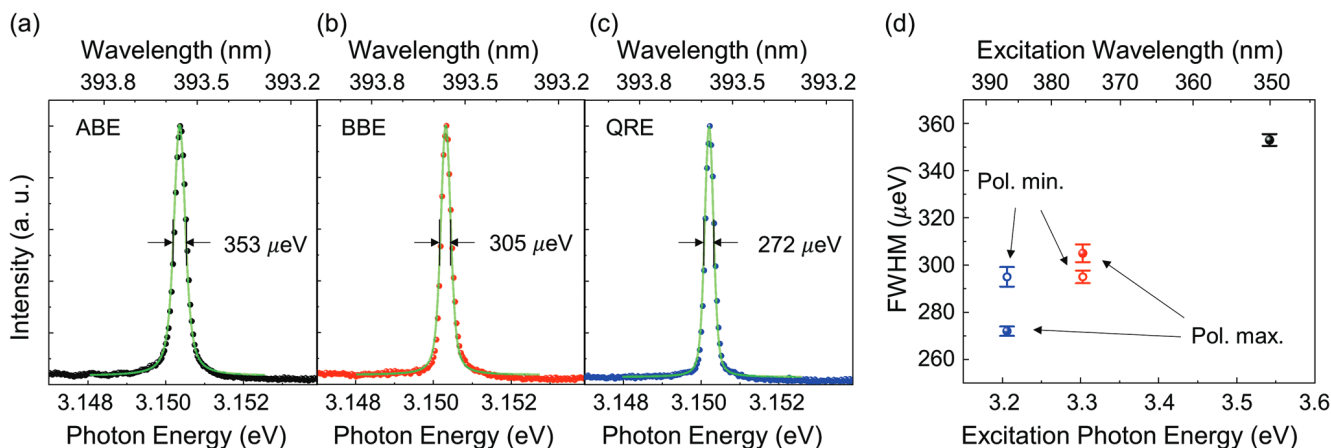 (a)
Wavelength (nm)
393.8 393.5 393.2
ABE
353 μeV
Intensity (a. u.)
3.148 3.150 3.152
Photon Energy (eV)
(b)
Wavelength (nm)
393.8 393.5 393.2
BBE
305 μeV
3.148 3.150 3.152
Photon Energy (eV)
(c)
Wavelength (nm)
393.8 393.5 393.2
QRE
272 μeV
3.148 3.150 3.152
Photon Energy (eV)
(d)
Excitation Wavelength (nm)
390 380 370 360 350
FWHM (μeV)
360
340
320
300
280
260
Pol. min.
Pol. max.
3.2 3.3 3.4 3.5 3.6
Excitation Photon Energy (eV)